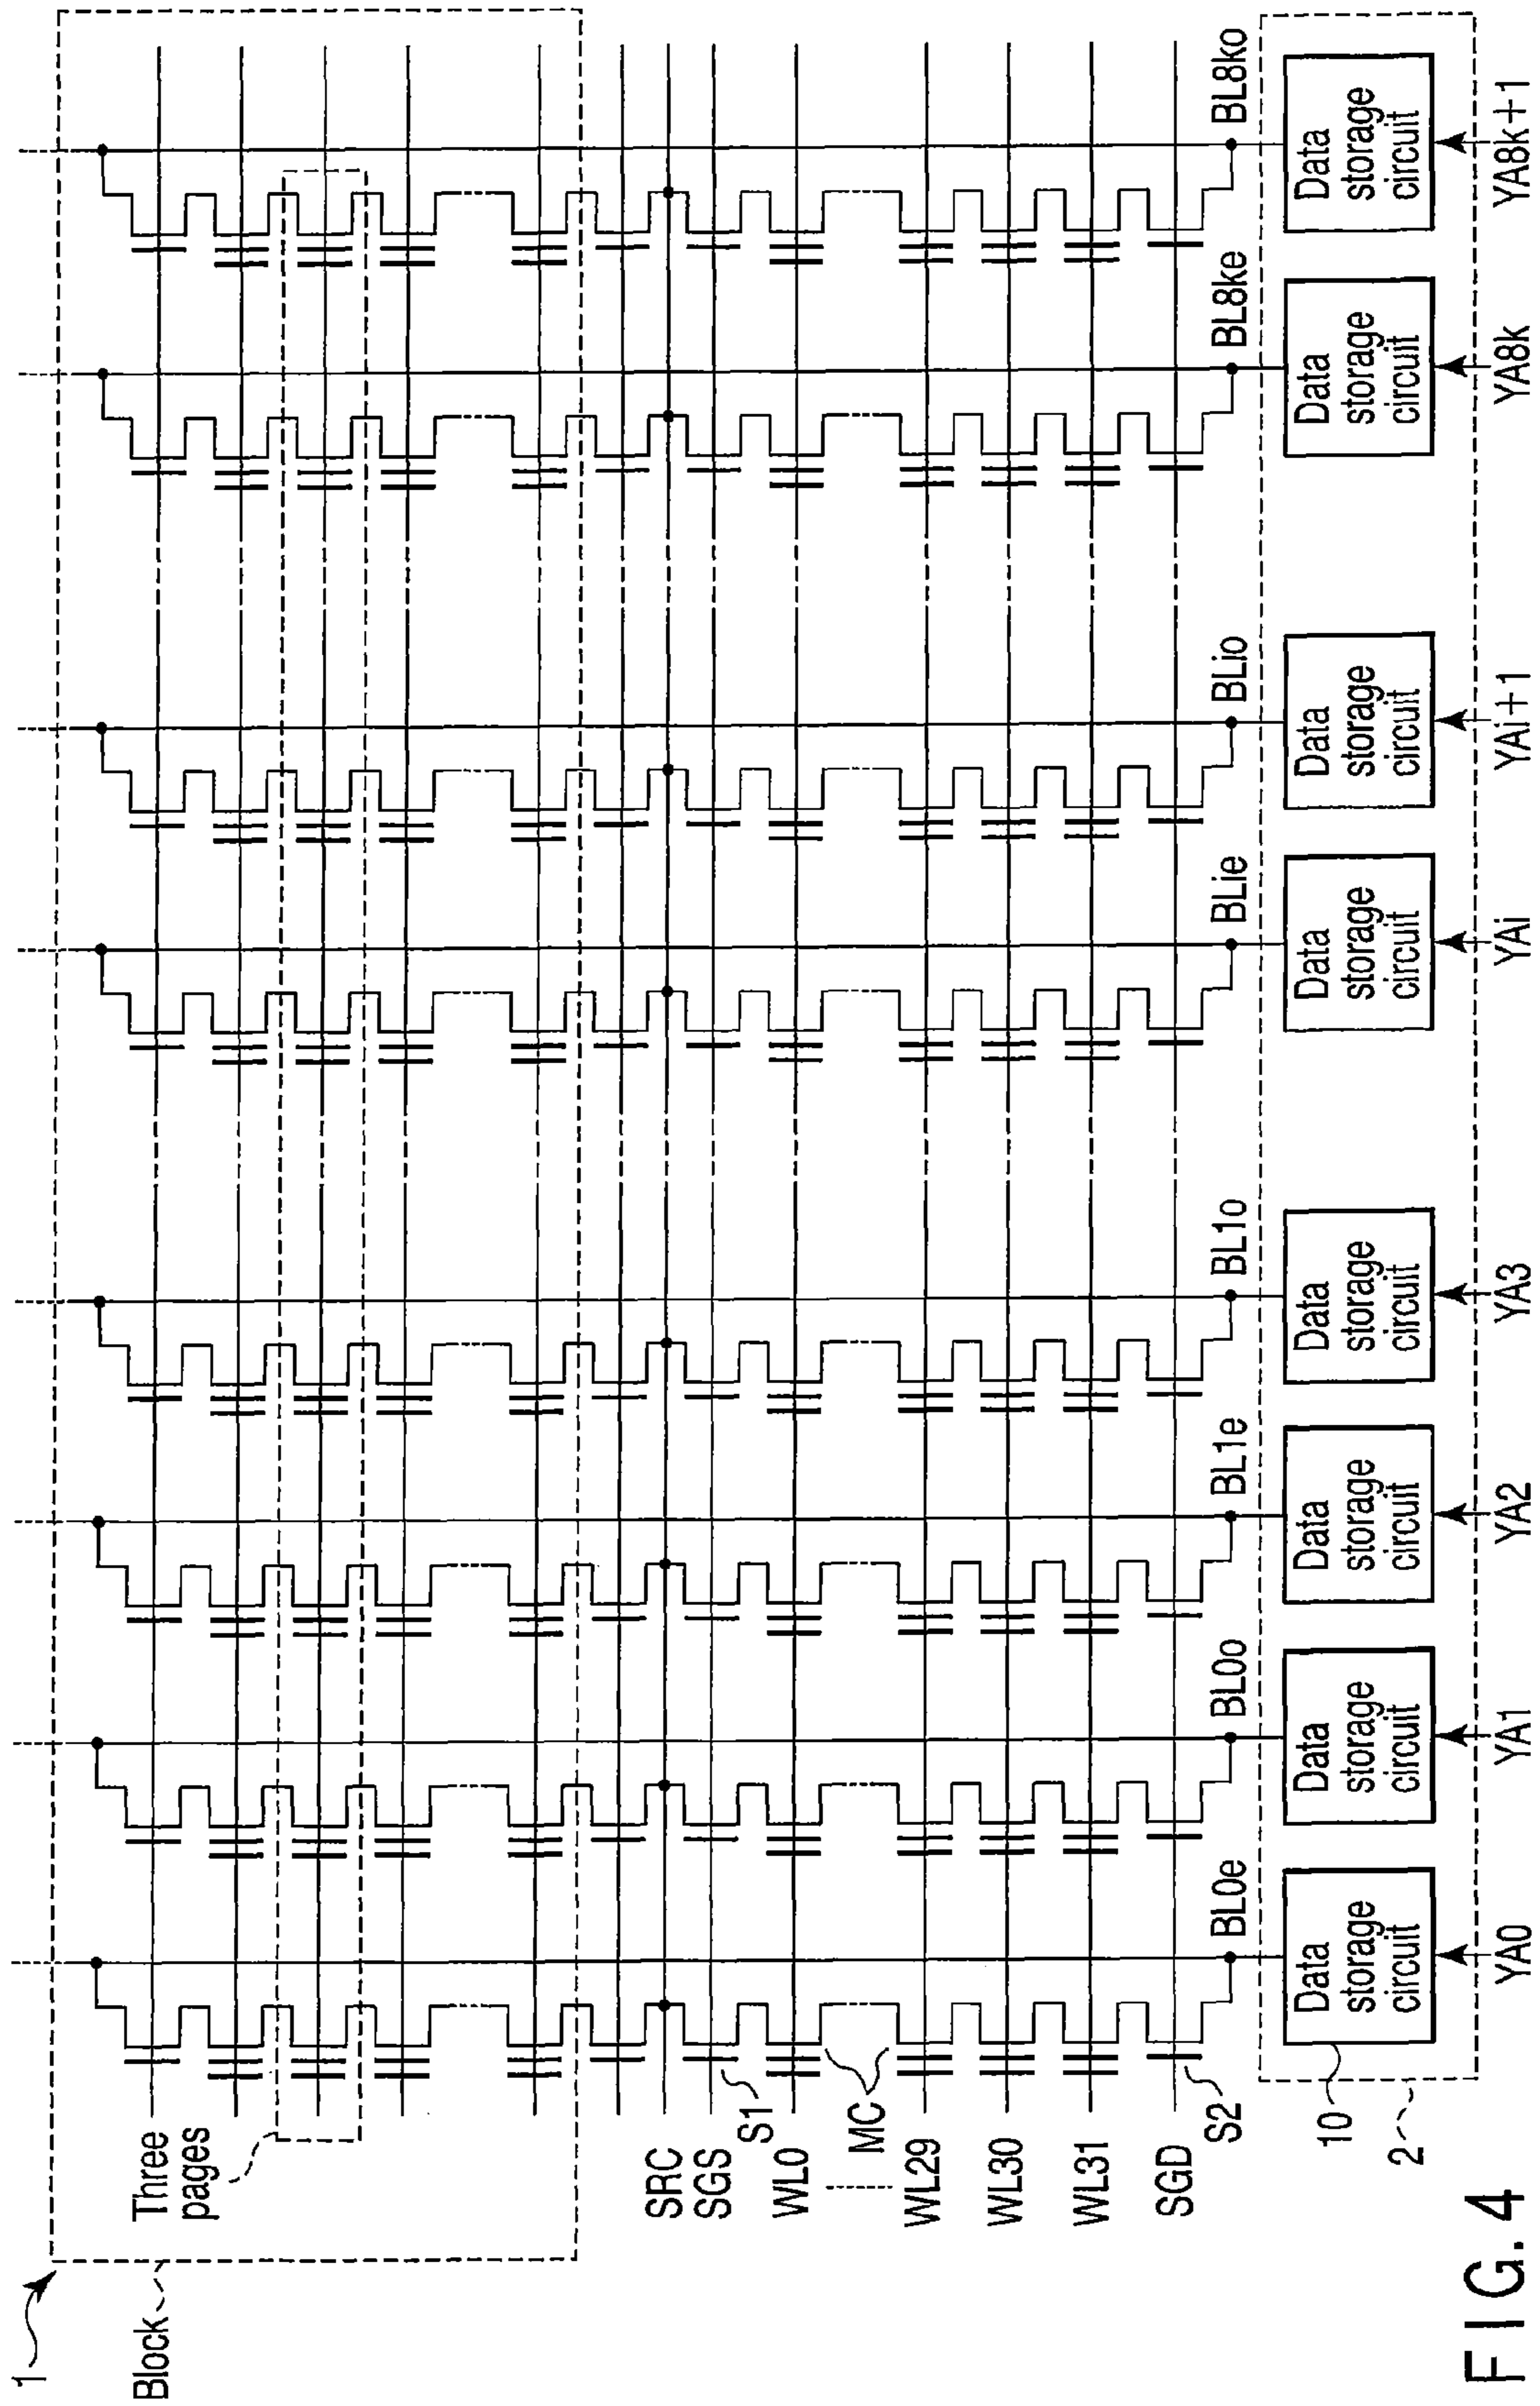 1
Block
Three
pages
SRC
SGS
S1
WL0
MC
WL29
WL30
WL31
SGD
S2
BL0e
BL0o
BL1e
BL1o
BLie
BLio
BL8ke
BL8ko
10
2
Data
storage
circuit
Data
storage
circuit
Data
storage
circuit
Data
storage
circuit
Data
storage
circuit
Data
storage
circuit
Data
storage
circuit
Data
storage
circuit
YA0
YA1
YA2
YA3
YAi
YAi+1
YA8k
YA8k+1
FIG. 4